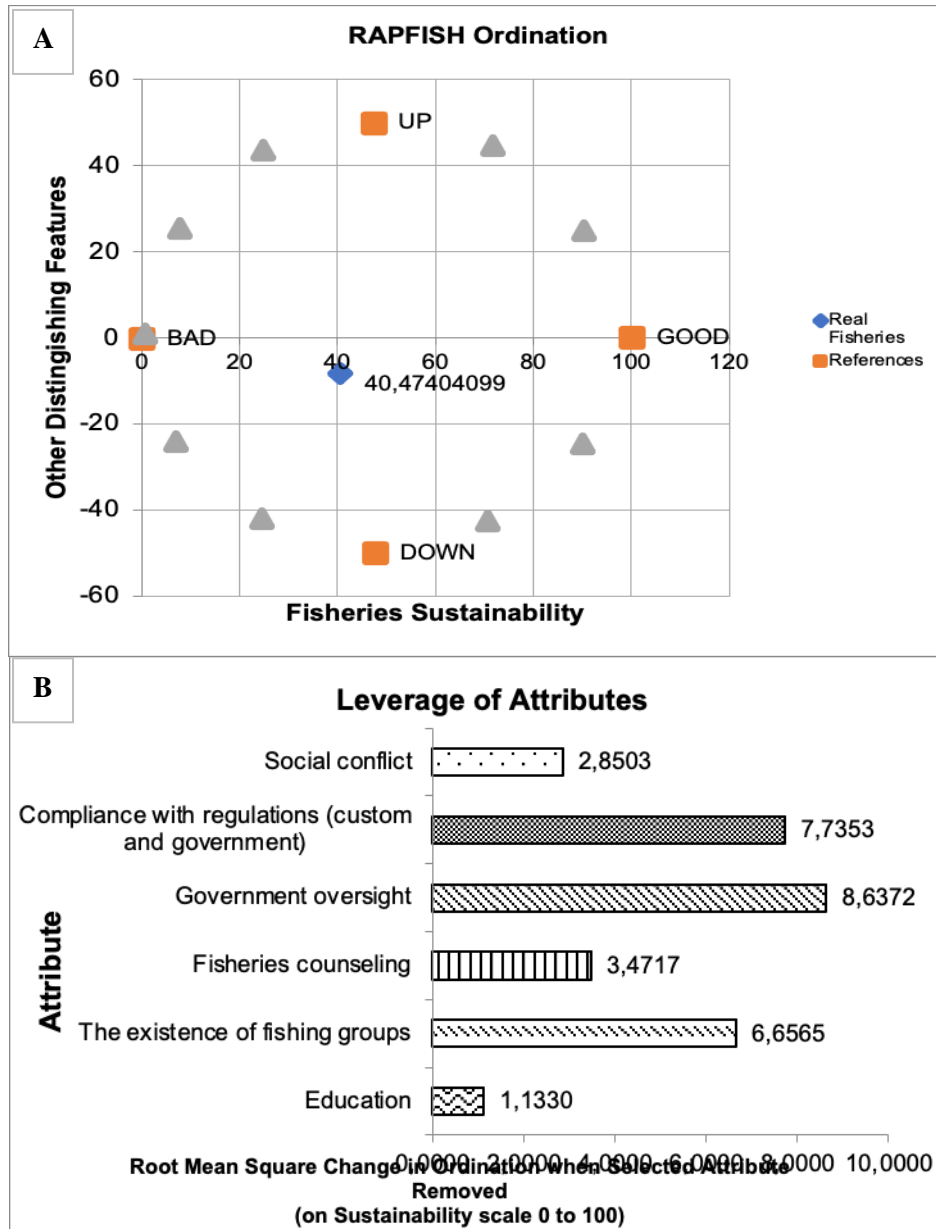 A
RAPFISH Ordination
60
40
20
0
-20
-40
-60
0 20 40 60 80 100 120
UP
BAD
GOOD
40,47404099
DOWN
Other Distingishing Features
Fisheries Sustainability
Real
Fisheries
References
B
Leverage of Attributes
Attribute
Social conflict
2,8503
Compliance with regulations (custom
and government)
7,7353
Government oversight
8,6372
Fisheries counseling
3,4717
The existence of fishing groups
6,6565
Education
1,1330
0,0000 2,0000 4,0000 6,0000 8,0000 10,0000
Root Mean Square Change in Ordination when Selected Attribute
Removed
(on Sustainability scale 0 to 100)